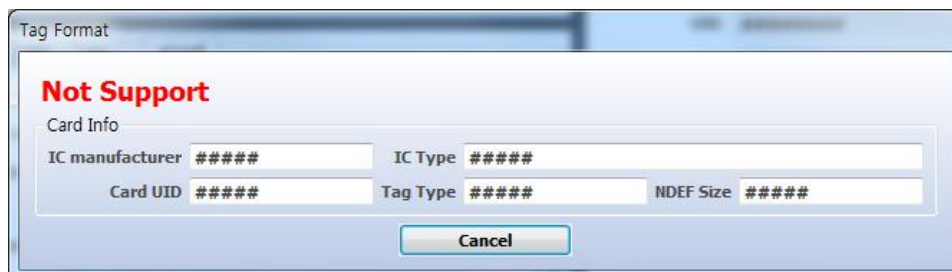 Tag Format
Not Support
Card Info
IC manufacturer ##### IC Type #####
Card UID ##### Tag Type ##### NDEF Size #####
Cancel